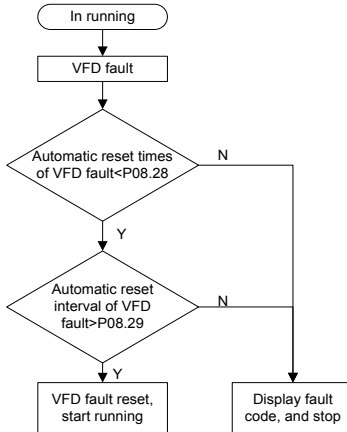 In running
VFD fault
Automatic reset times
of VFD fault<P08.28
N
Y
Automatic reset
interval of VFD
fault>P08.29
N
Y
VFD fault reset,
start running
Display fault
code, and stop